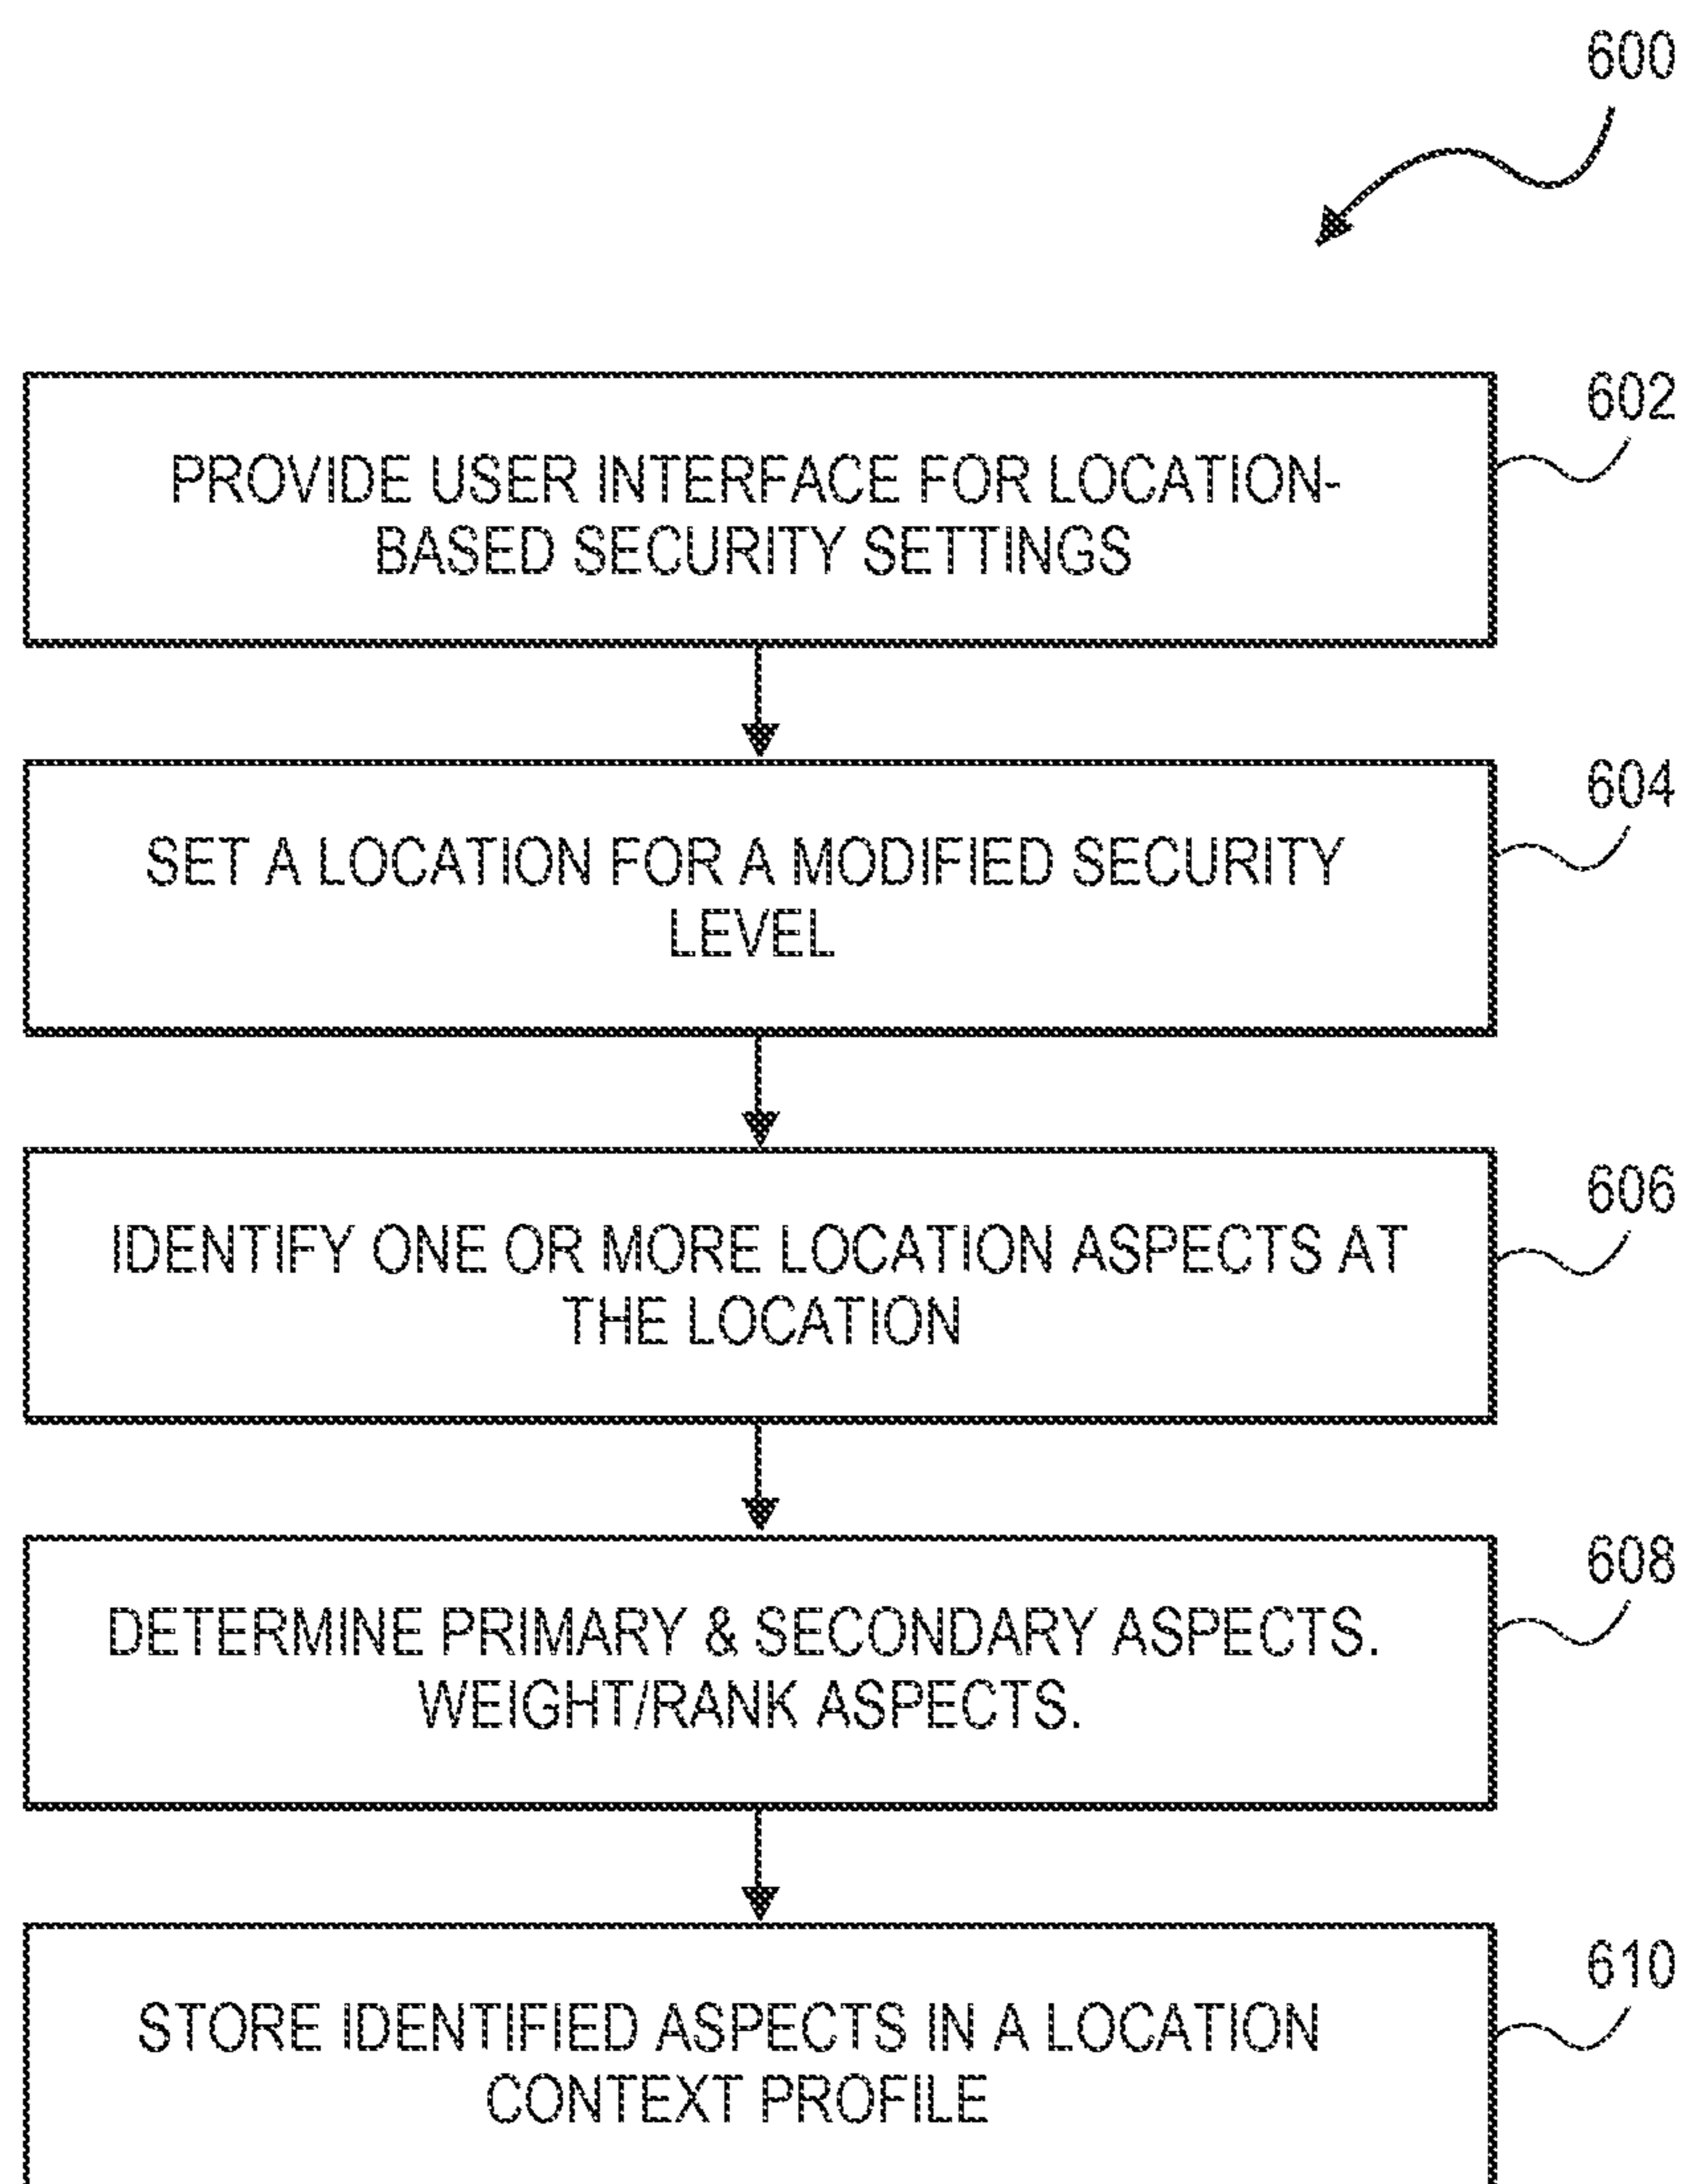 600
602
PROVIDE USER INTERFACE FOR LOCATION-
BASED SECURITY SETTINGS
604
SET A LOCATION FOR A MODIFIED SECURITY
LEVEL
606
IDENTIFY ONE OR MORE LOCATION ASPECTS AT
THE LOCATION
608
DETERMINE PRIMARY & SECONDARY ASPECTS.
WEIGHT/RANK ASPECTS.
610
STORE IDENTIFIED ASPECTS IN A LOCATION
CONTEXT PROFILE